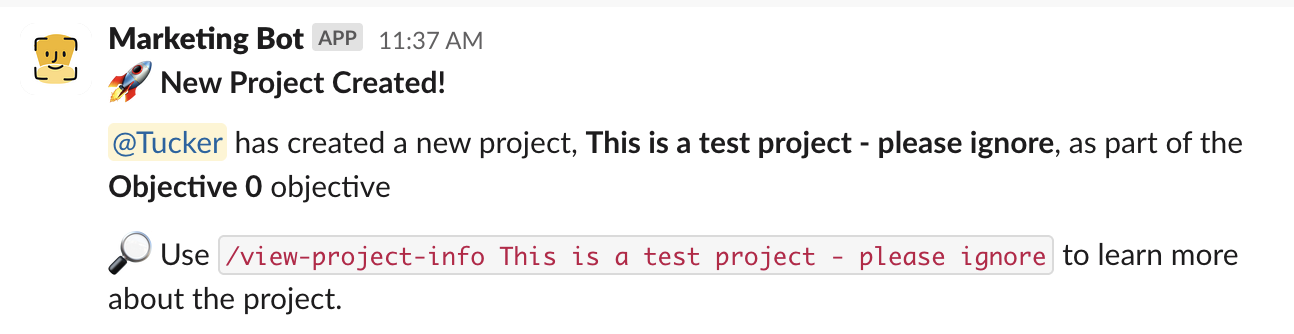 Marketing Bot APP 11:37 AM
🚀 New Project Created!
@Tucker has created a new project, This is a test project - please ignore, as part of the
Objective 0 objective
🔎 Use /view-project-info This is a test project - please ignore to learn more
about the project.